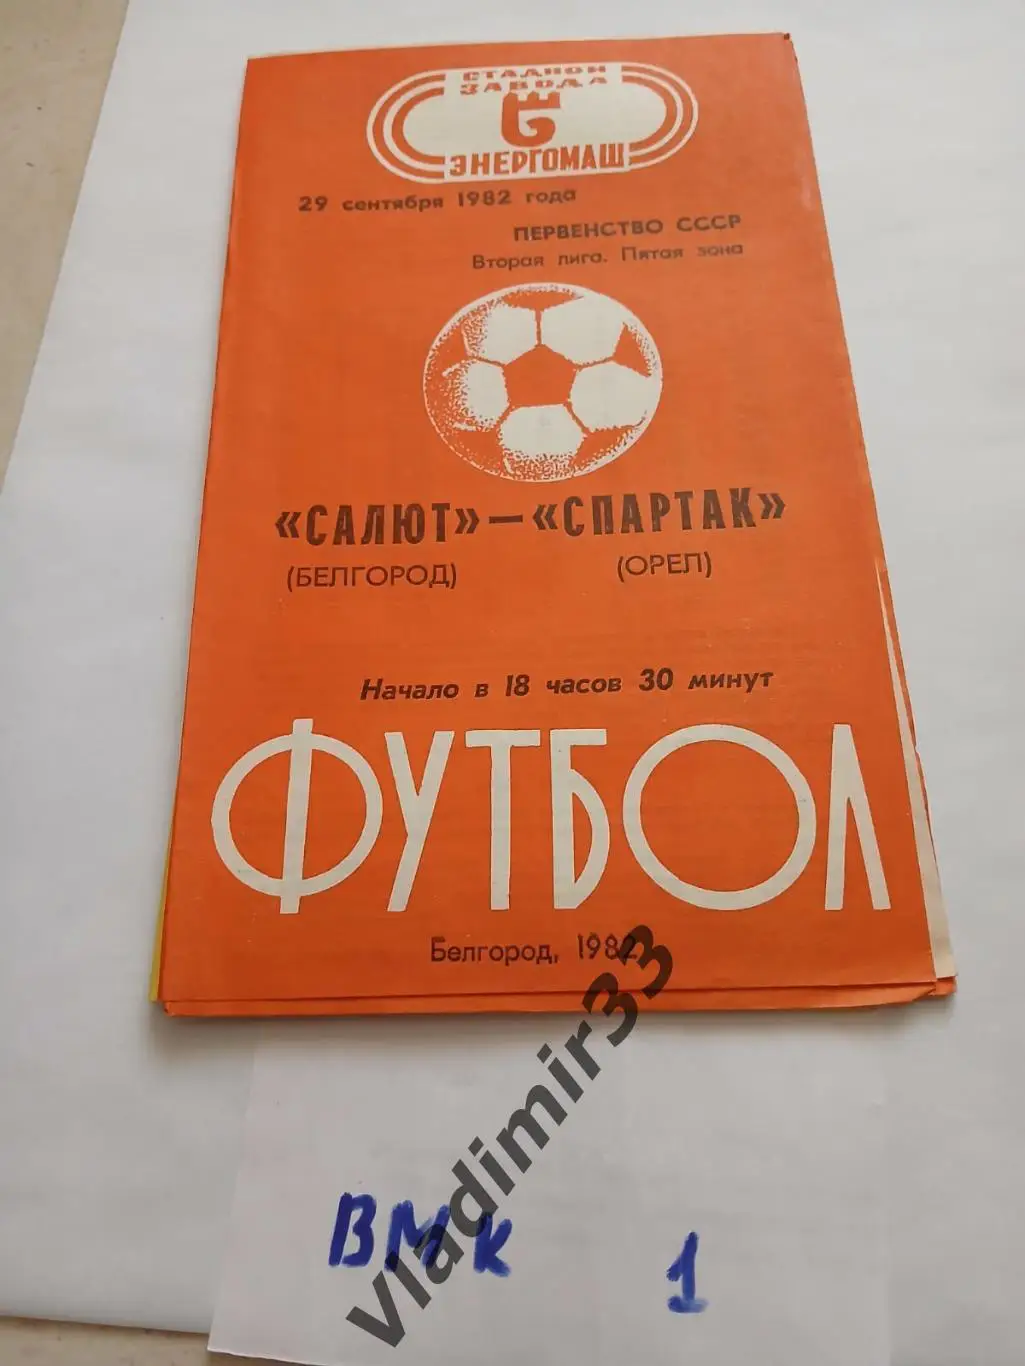 СТАДИОН
ЗАВОДА
ЭНЕРГОМАШ
29 сентября 1982 года
ПЕРВЕНСТВО СССР
Вторая лига. Пятая зона
«САЛЮТ» — «СПАРТАК»
(БЕЛГОРОД) (ОРЕЛ)
Начало в 18 часов 30 минут
ФУТБОЛ
Белгород, 1982
Vladimir33
ВМК 1